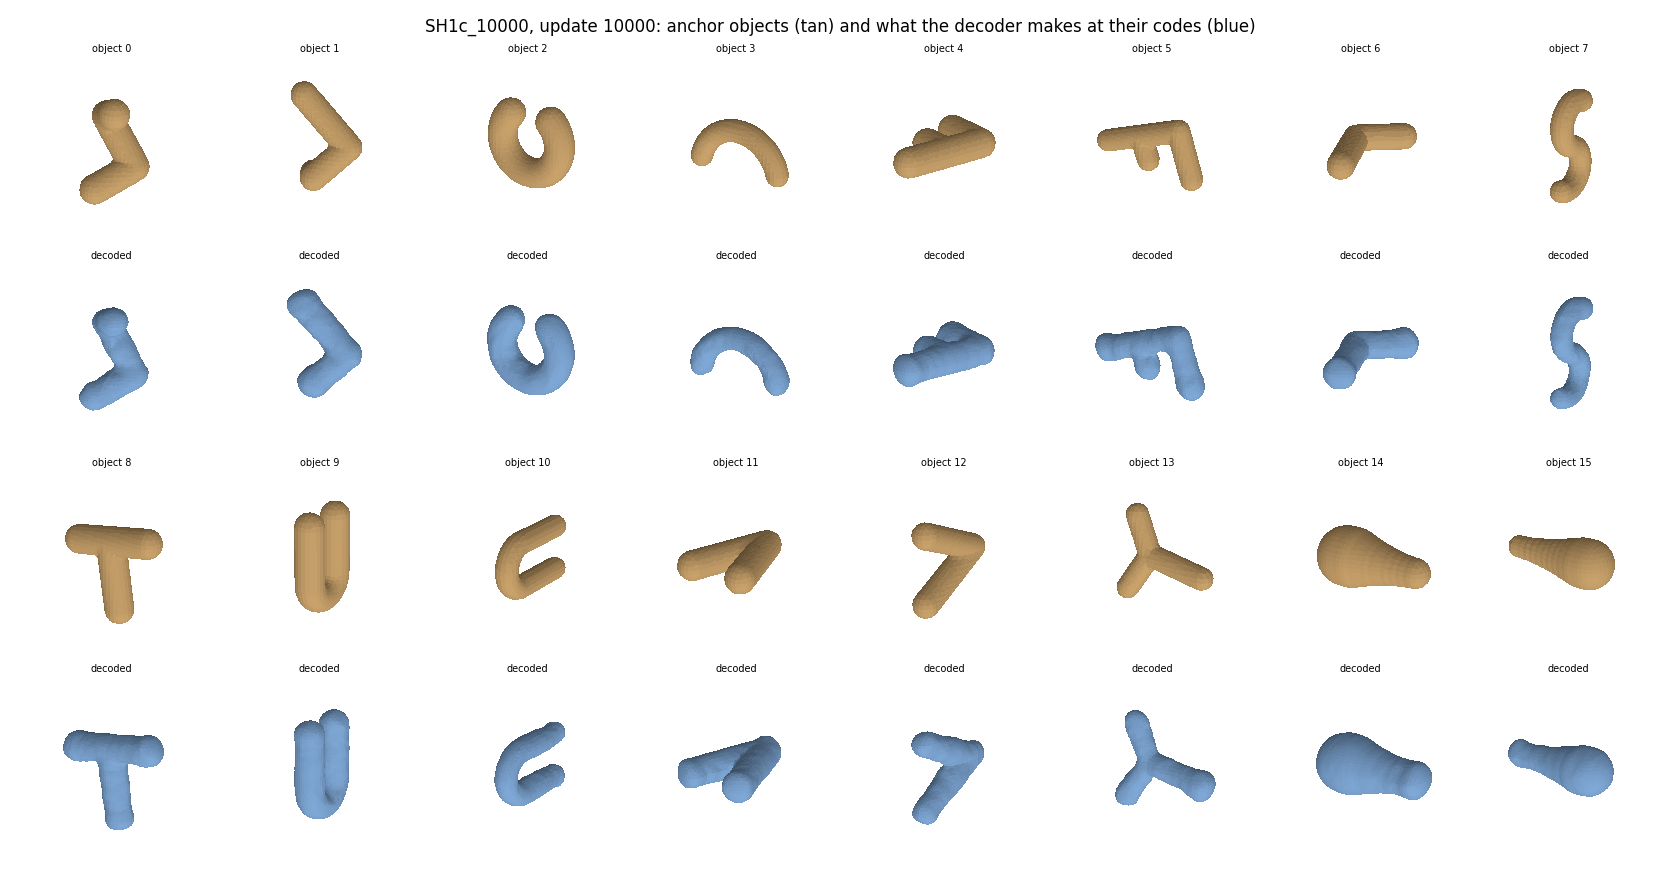 SH1c_10000, update 10000: anchor objects (tan) and what the decoder makes at their codes (blue)
object 0 object 1 object 2 object 3 object 4 object 5 object 6 object 7
decoded decoded decoded decoded decoded decoded decoded decoded
object 8 object 9 object 10 object 11 object 12 object 13 object 14 object 15
decoded decoded decoded decoded decoded decoded decoded decoded